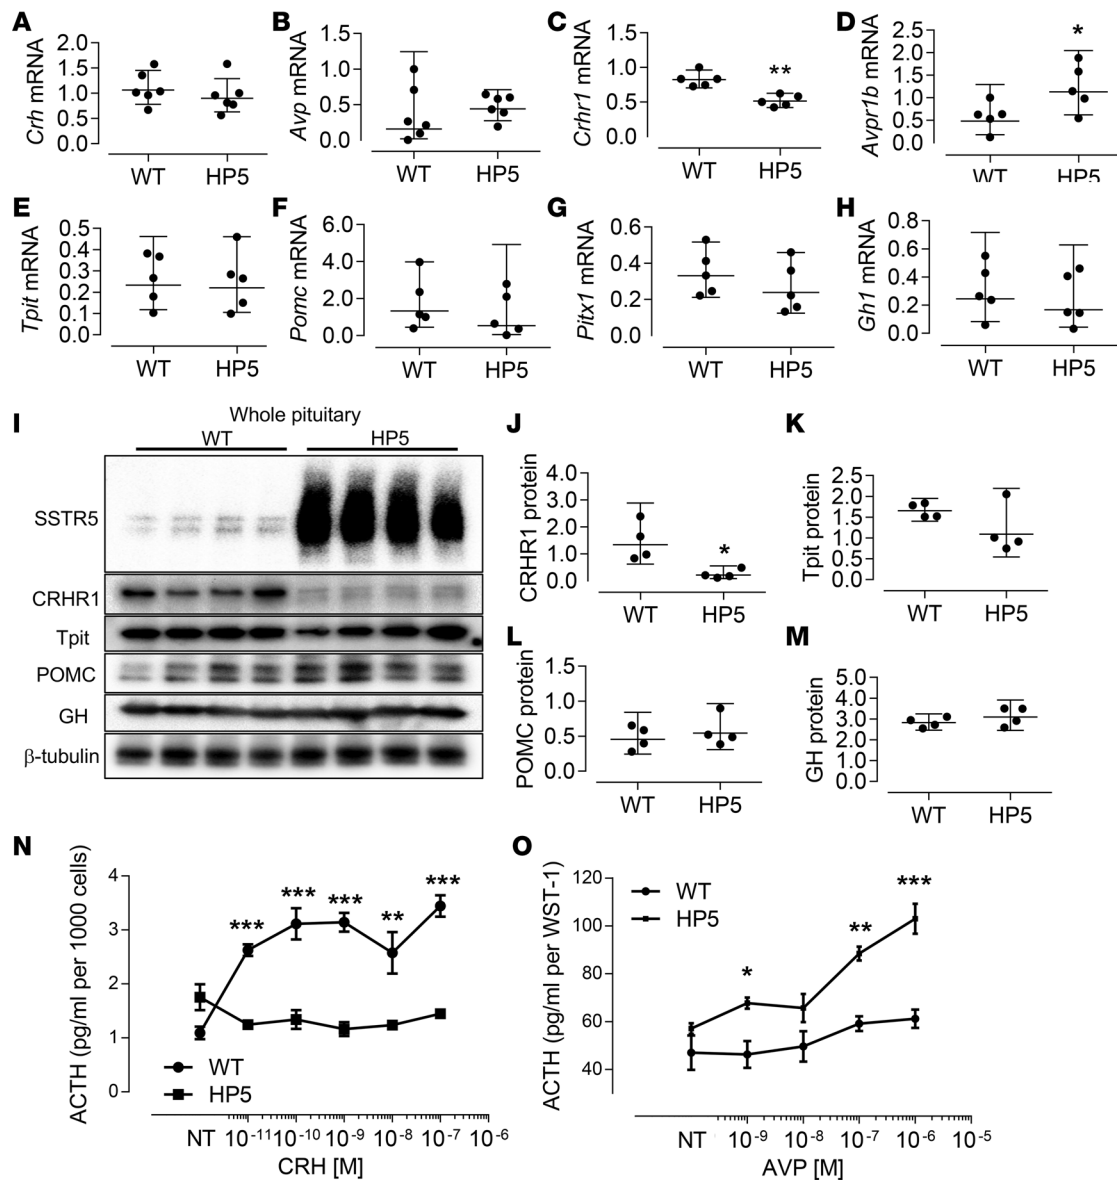 A
Crh mRNA
2.0
1.5
1.0
0.5
0.0
WT
HP5
B
Avp mRNA
1.5
1.0
0.5
0.0
WT
HP5
C
Crhr1 mRNA
1.5
1.0
0.5
0.0
**
WT
HP5
D
Avpr1b mRNA
2.5
2.0
1.5
1.0
0.5
0.0
*
WT
HP5
E
Tpit mRNA
0.5
0.4
0.3
0.2
0.1
0.0
WT
HP5
F
Pomc mRNA
6.0
4.0
2.0
0.0
WT
HP5
G
Pitx1 mRNA
0.6
0.4
0.2
0.0
WT
HP5
H
Gh1 mRNA
0.8
0.6
0.4
0.2
0.0
WT
HP5
I
Whole pituitary
WT
HP5
SSTR5
CRHR1
Tpit
POMC
GH
β-tubulin
J
CRHR1 protein
4.0
3.0
2.0
1.0
0.0
*
WT
HP5
K
Tpit protein
2.5
2.0
1.5
1.0
0.5
0.0
WT
HP5
L
POMC protein
1.5
1.0
0.5
0.0
WT
HP5
M
GH protein
5.0
4.0
3.0
2.0
1.0
0.0
WT
HP5
N
ACTH (pg/ml per 1000 cells)
4
3
2
1
0
***
***
***
**
***
WT
HP5
NT 10-11 10-10 10-9 10-8 10-7 10-6
CRH [M]
O
ACTH (pg/ml per WST-1)
120
100
80
60
40
WT
HP5
*
**
***
NT 10-9 10-8 10-7 10-6 10-5
AVP [M]